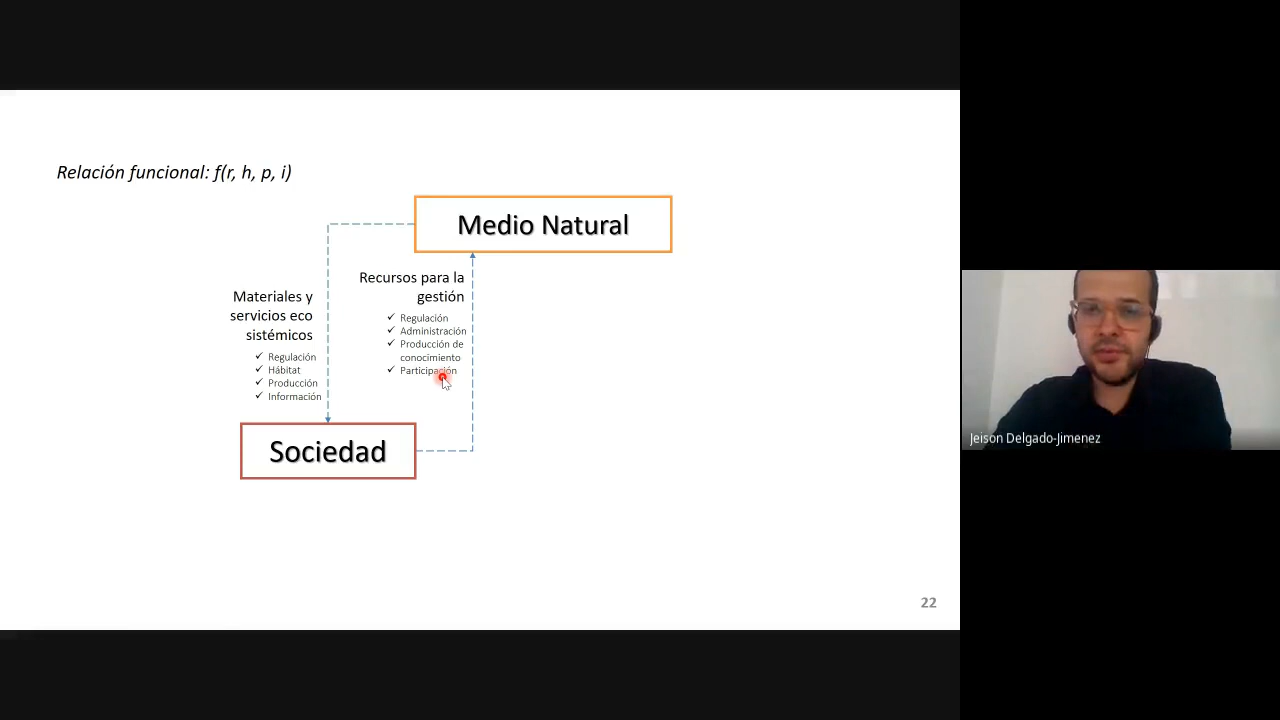 Relación funcional: f(r, h, p, i)
Medio Natural
Recursos para la
gestión
✓ Regulación
✓ Administración
✓ Producción de
conocimiento
✓ Participación
Materiales y
servicios eco
sistémicos
✓ Regulación
✓ Hábitat
✓ Producción
✓ Información
Sociedad
22
Jeison Delgado-Jimenez